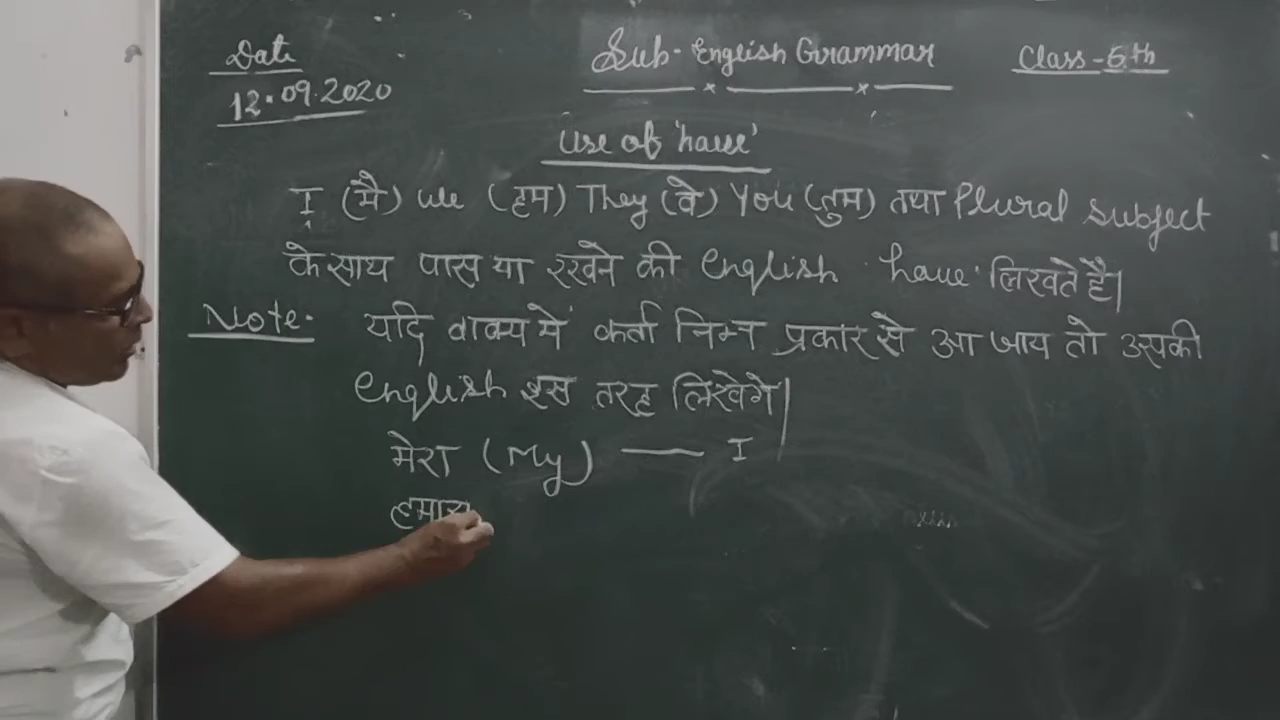 Date
12.09.2020
Sub- English Grammar
Class-6th
Use of 'have'
I (मै) We (हम) They (वे) You (तुम) तथा Plural subject
के साथ पास या रखने की English 'have' लिखते हैं|
Note- यदि वाक्य में कर्ता निम्न प्रकार से आ जाय तो उसकी
English इस तरह लिखेगे|
मेरा (My) — I
हमारा